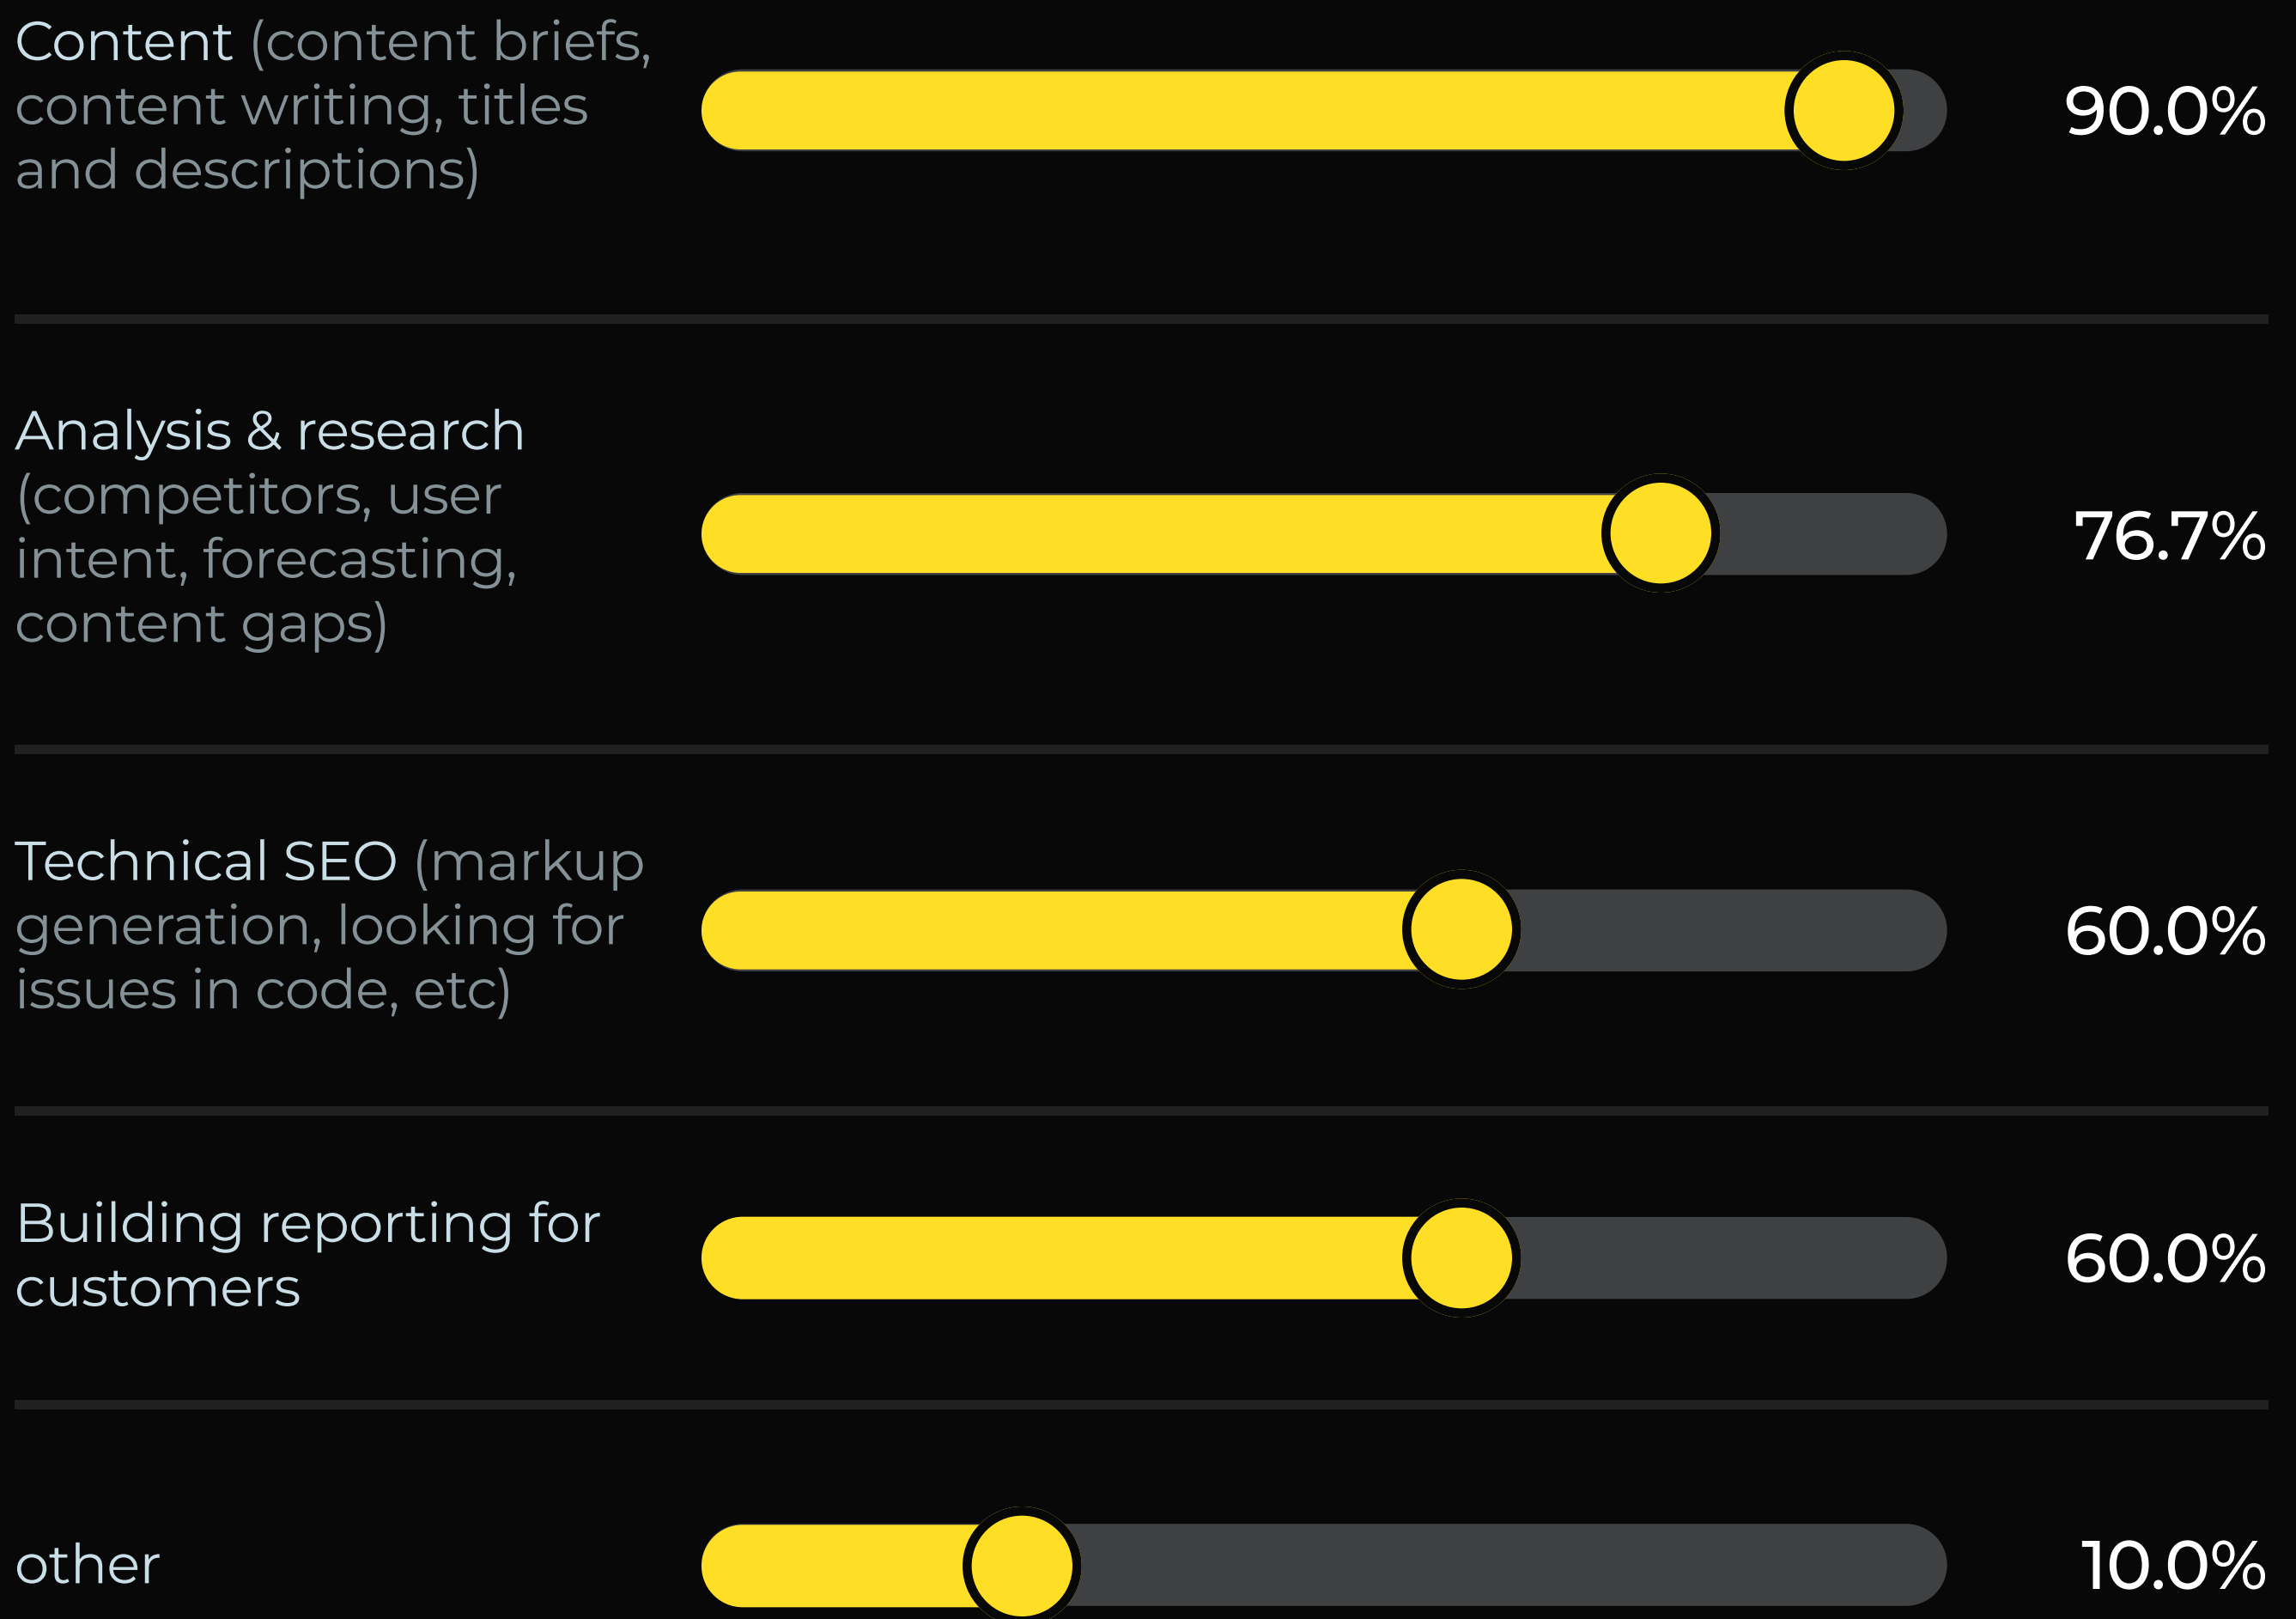 Content (content briefs,
content writing, titles
and descriptions)
90.0%
Analysis & research
(competitors, user
intent, forecasting,
content gaps)
76.7%
Technical SEO (markup
generation, looking for
issues in code, etc)
60.0%
Building reporting for
customers
60.0%
other
10.0%